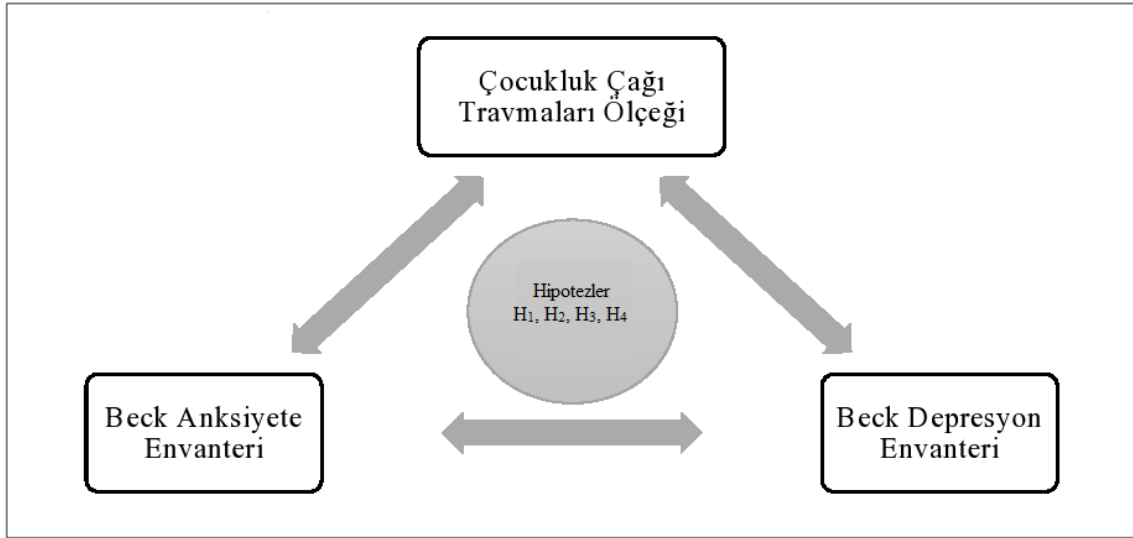 Çocukluk Çağı
Travmaları Ölçeği
Hipotezler
H1, H2, H3, H4
Beck Anksiyete
Envanteri
Beck Depresyon
Envanteri